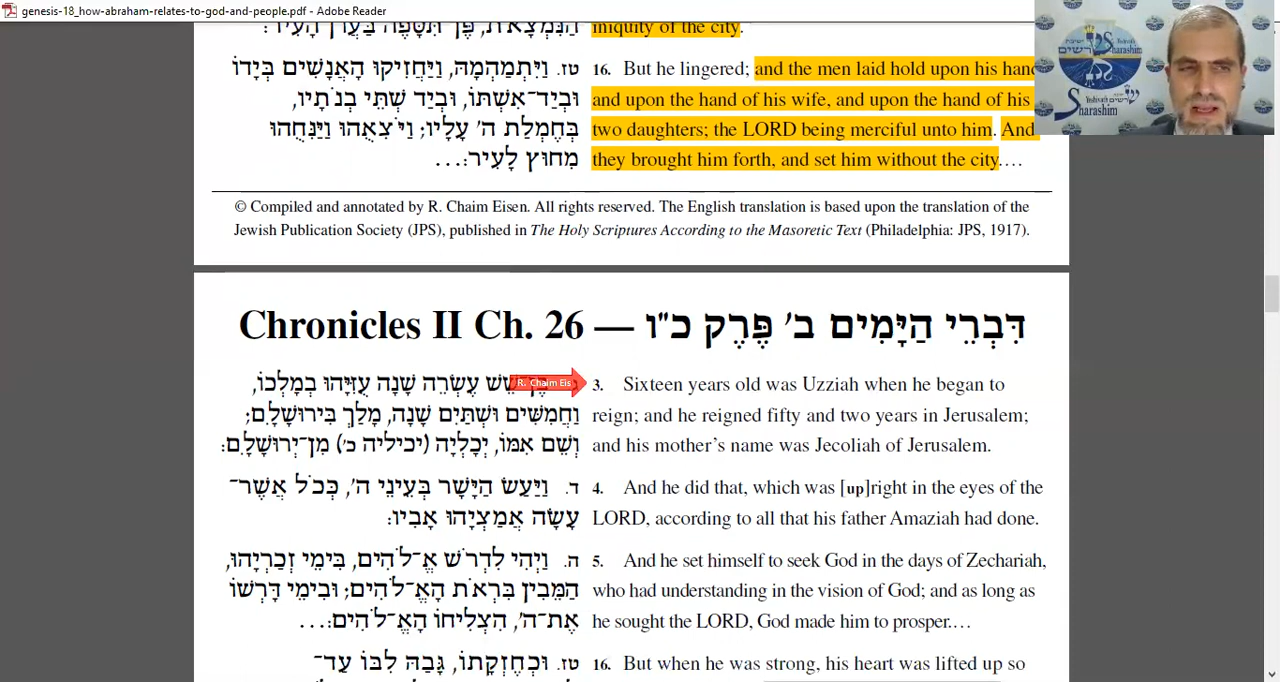 genesis-18_how-abraham-relates-to-god-and-people.pdf - Adobe Reader
הַנִּמְצָאֹת, פֶּן־תִּסָּפֶה בַּעֲו‍ֹן הָעִיר:
iniquity of the city.
טז. וַיִּתְמַהְמָהּ, וַיַּחֲזִיקוּ הָאֲנָשִׁים בְּיָדוֹ
וּבְיַד־אִשְׁתּוֹ, וּבְיַד שְׁתֵּי בְנֹתָיו,
בְּחֶמְלַת ה' עָלָיו; וַיֹּצִאֻהוּ וַיַּנִּחֻהוּ
מִחוּץ לָעִיר:...
16. But he lingered; and the men laid hold upon his hand
and upon the hand of his wife, and upon the hand of his
two daughters; the LORD being merciful unto him. And
they brought him forth, and set him without the city....
© Compiled and annotated by R. Chaim Eisen. All rights reserved. The English translation is based upon the translation of the
Jewish Publication Society (JPS), published in The Holy Scriptures According to the Masoretic Text (Philadelphia: JPS, 1917).
Chronicles II Ch. 26 — דִּבְרֵי הַיָּמִים ב' פֶּרֶק כ"ו
שֵׁשׁ עֶשְׂרֵה שָׁנָה עֻזִּיָּהוּ בְמָלְכוֹ,
וַחֲמִשִּׁים וּשְׁתַּיִם שָׁנָה, מָלַךְ בִּירוּשָׁלָ͏ִם;
וְשֵׁם אִמּוֹ, יְכָלְיָה (יכיליה כ') מִן־יְרוּשָׁלָ͏ִם:
R. Chaim Eis
3. Sixteen years old was Uzziah when he began to
reign; and he reigned fifty and two years in Jerusalem;
and his mother's name was Jecoliah of Jerusalem.
ד. וַיַּעַשׂ הַיָּשָׁר בְּעֵינֵי ה', כְּכֹל אֲשֶׁר־
עָשָׂה אֲמַצְיָהוּ אָבִיו:
4. And he did that, which was [up]right in the eyes of the
LORD, according to all that his father Amaziah had done.
ה. וַיְהִי לִדְרֹשׁ אֱ־לֹהִים, בִּימֵי זְכַרְיָהוּ,
הַמֵּבִין בִּרְאֹת הָאֱ־לֹהִים; וּבִימֵי דָּרְשׁוֹ
אֶת־ה', הִצְלִיחוֹ הָאֱ־לֹהִים:...
5. And he set himself to seek God in the days of Zechariah,
who had understanding in the vision of God; and as long as
he sought the LORD, God made him to prosper....
טז. וּכְחֶזְקָתוֹ, גָּבַהּ לִבּוֹ עַד־
16. But when he was strong, his heart was lifted up so
Yeshivat
Sharashim
ישיבת
שרשים